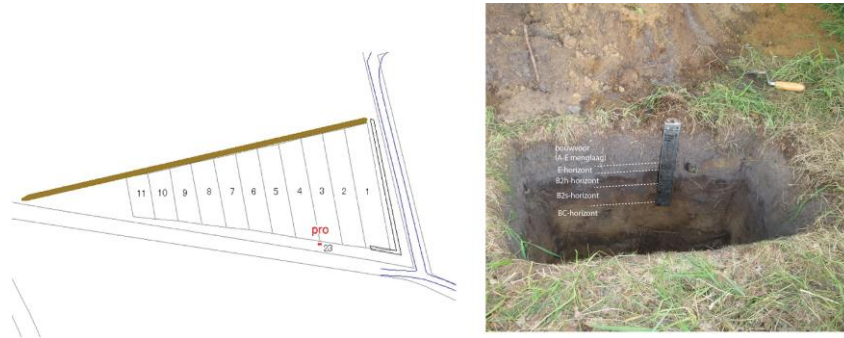 11 10 9 8 7 6 5 4 3 2 1
pro
23
bouwvoor
(A-E menglaag)
E-horizont
B2h-horizont
B2s-horizont
BC-horizont